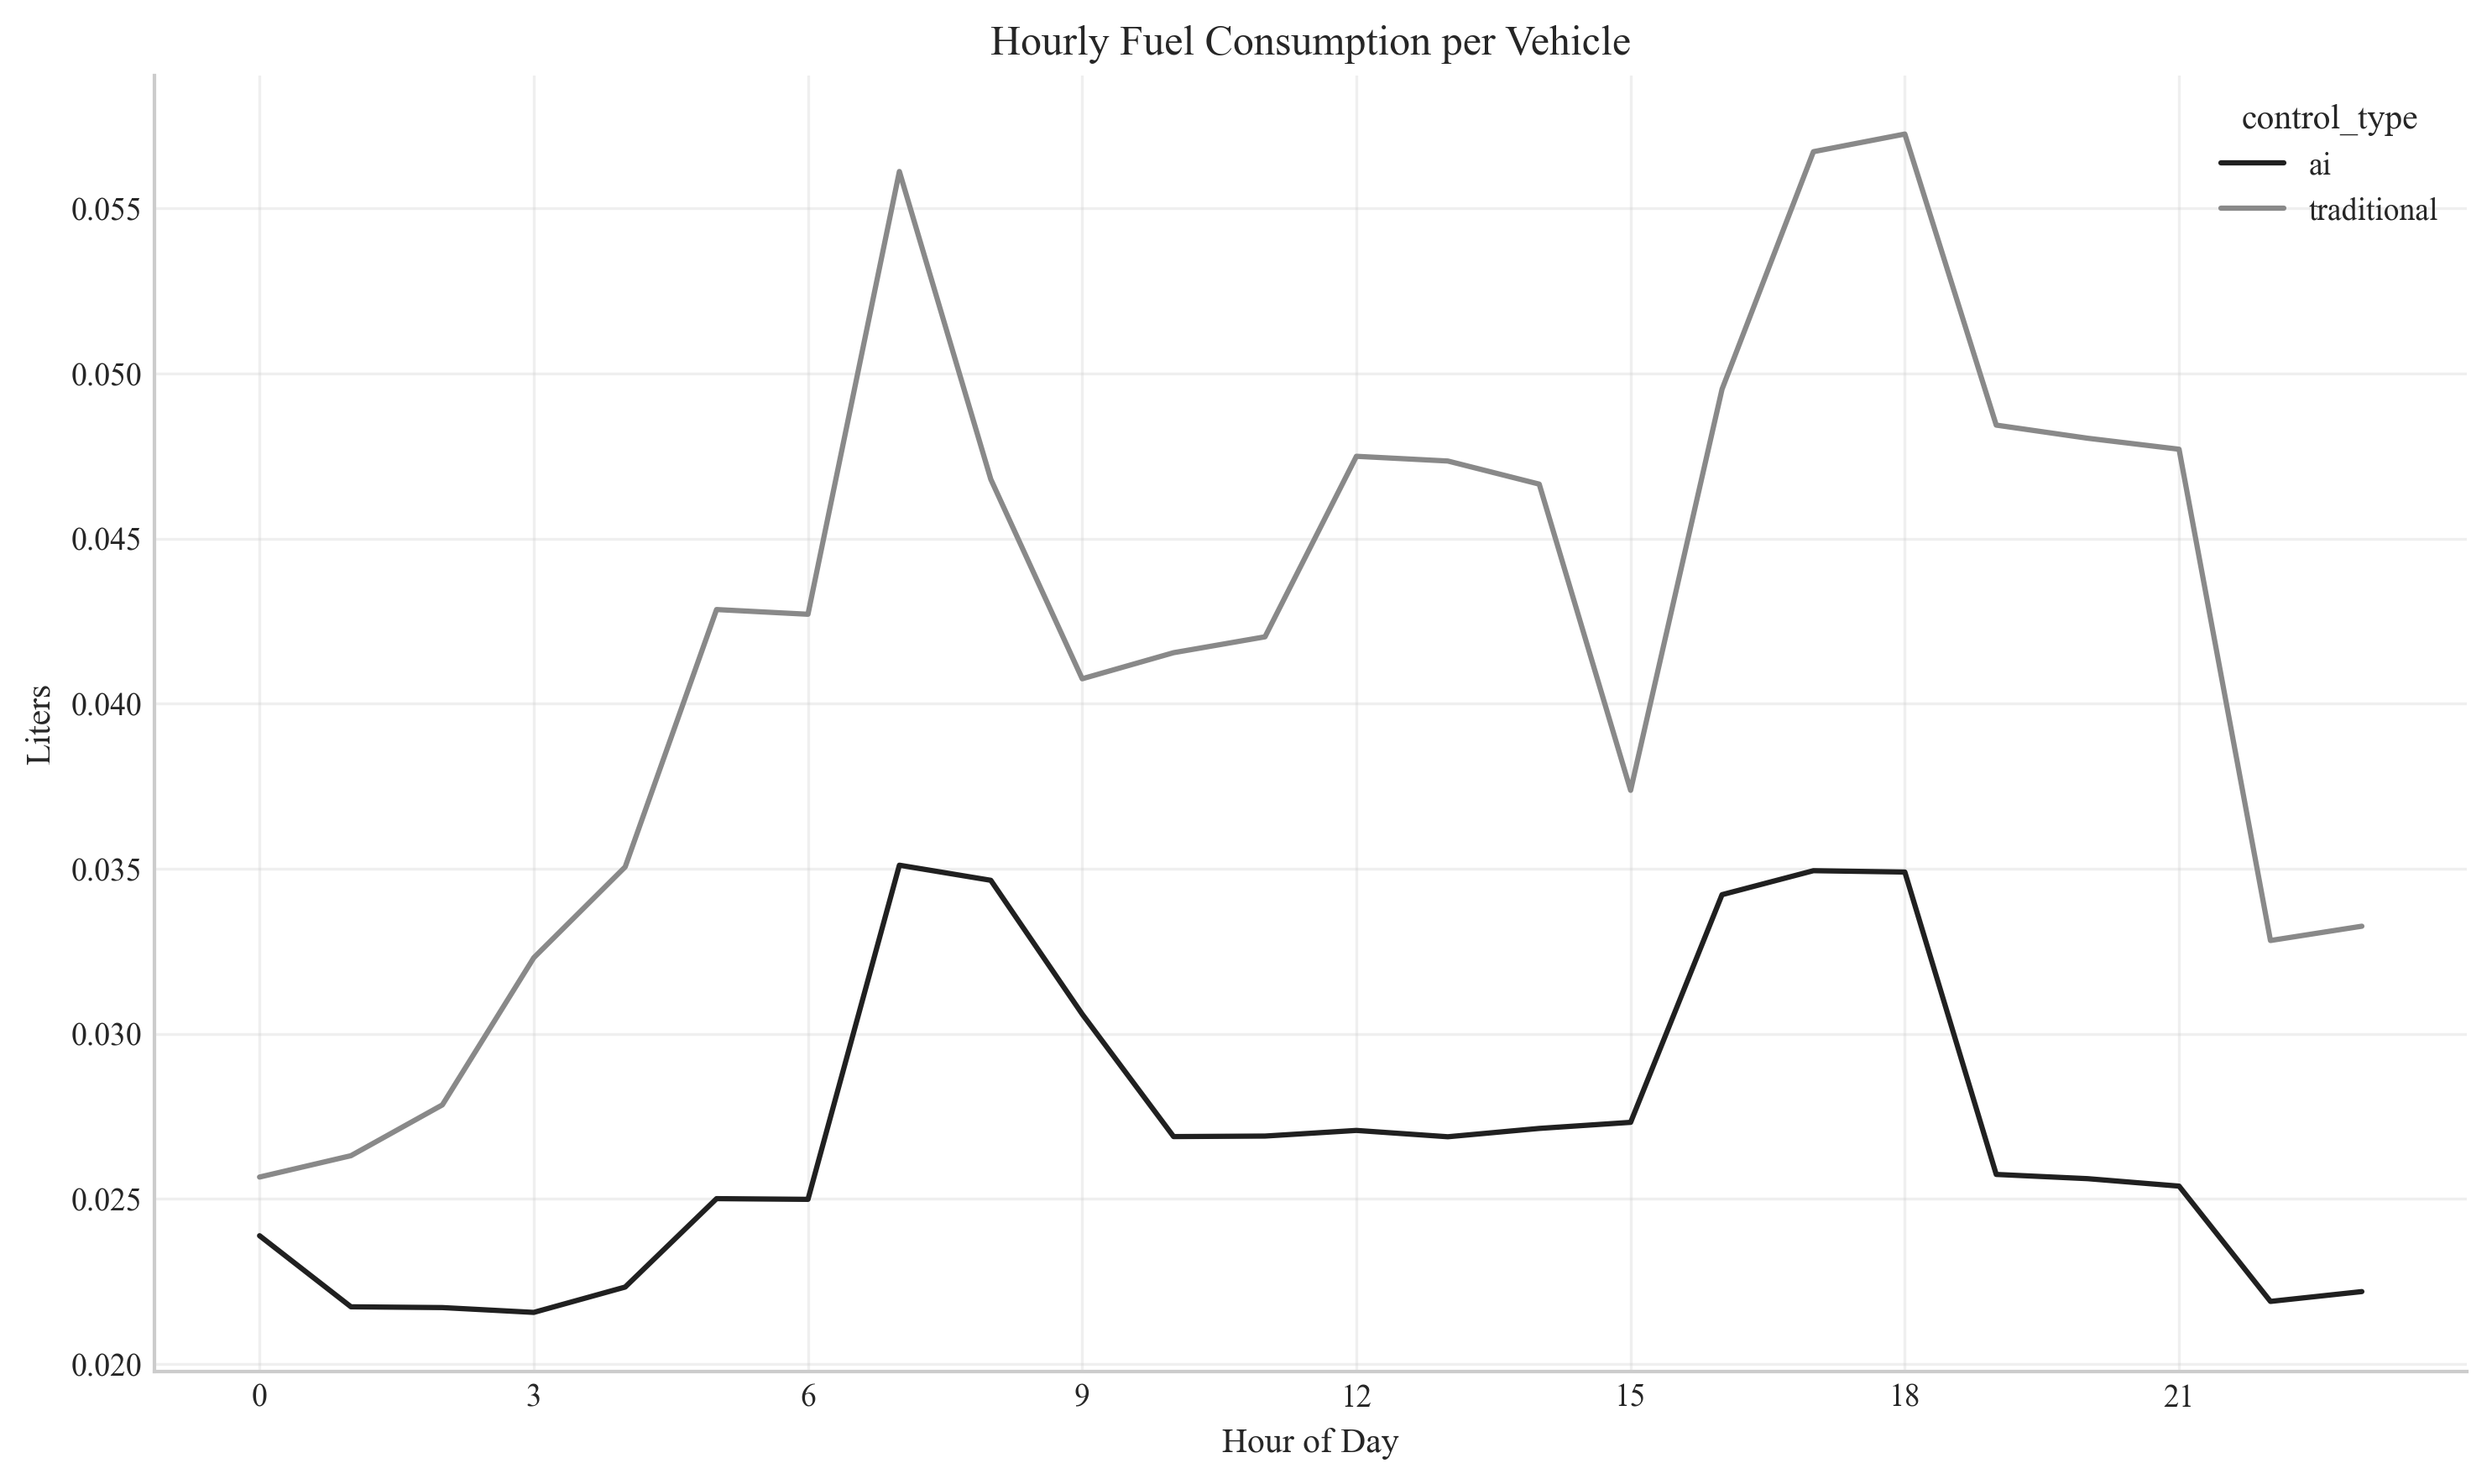 Hourly Fuel Consumption per Vehicle
control_type
ai
traditional
0.055
0.050
0.045
0.040
0.035
0.030
0.025
0.020
Liters
0 3 6 9 12 15 18 21
Hour of Day